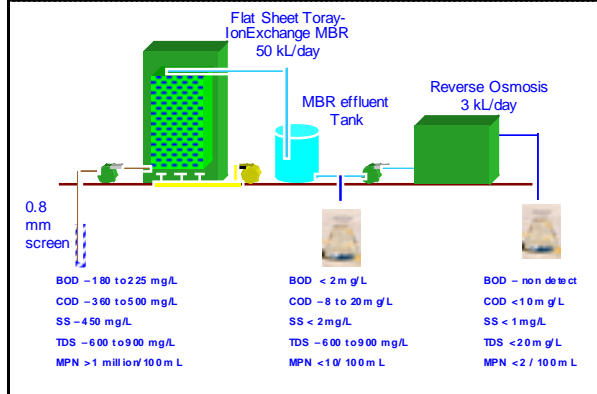 Flat Sheet Toray-
IonExchange MBR
50 kL/day
MBR effluent
Tank
Reverse Osmosis
3 kL/day
0.8
mm
screen
BOD – 180 to 225 mg/L
COD – 360 to 500 mg/L
SS – 450 mg/L
TDS – 600 to 900 mg/L
MPN >1 million/100 mL
BOD < 2 mg/L
COD – 8 to 20 mg/L
SS < 2 mg/L
TDS – 600 to 900 mg/L
MPN <10/ 100 mL
BOD – non detect
COD <10 mg/L
SS < 1 mg/L
TDS <20 mg/L
MPN <2 / 100 mL